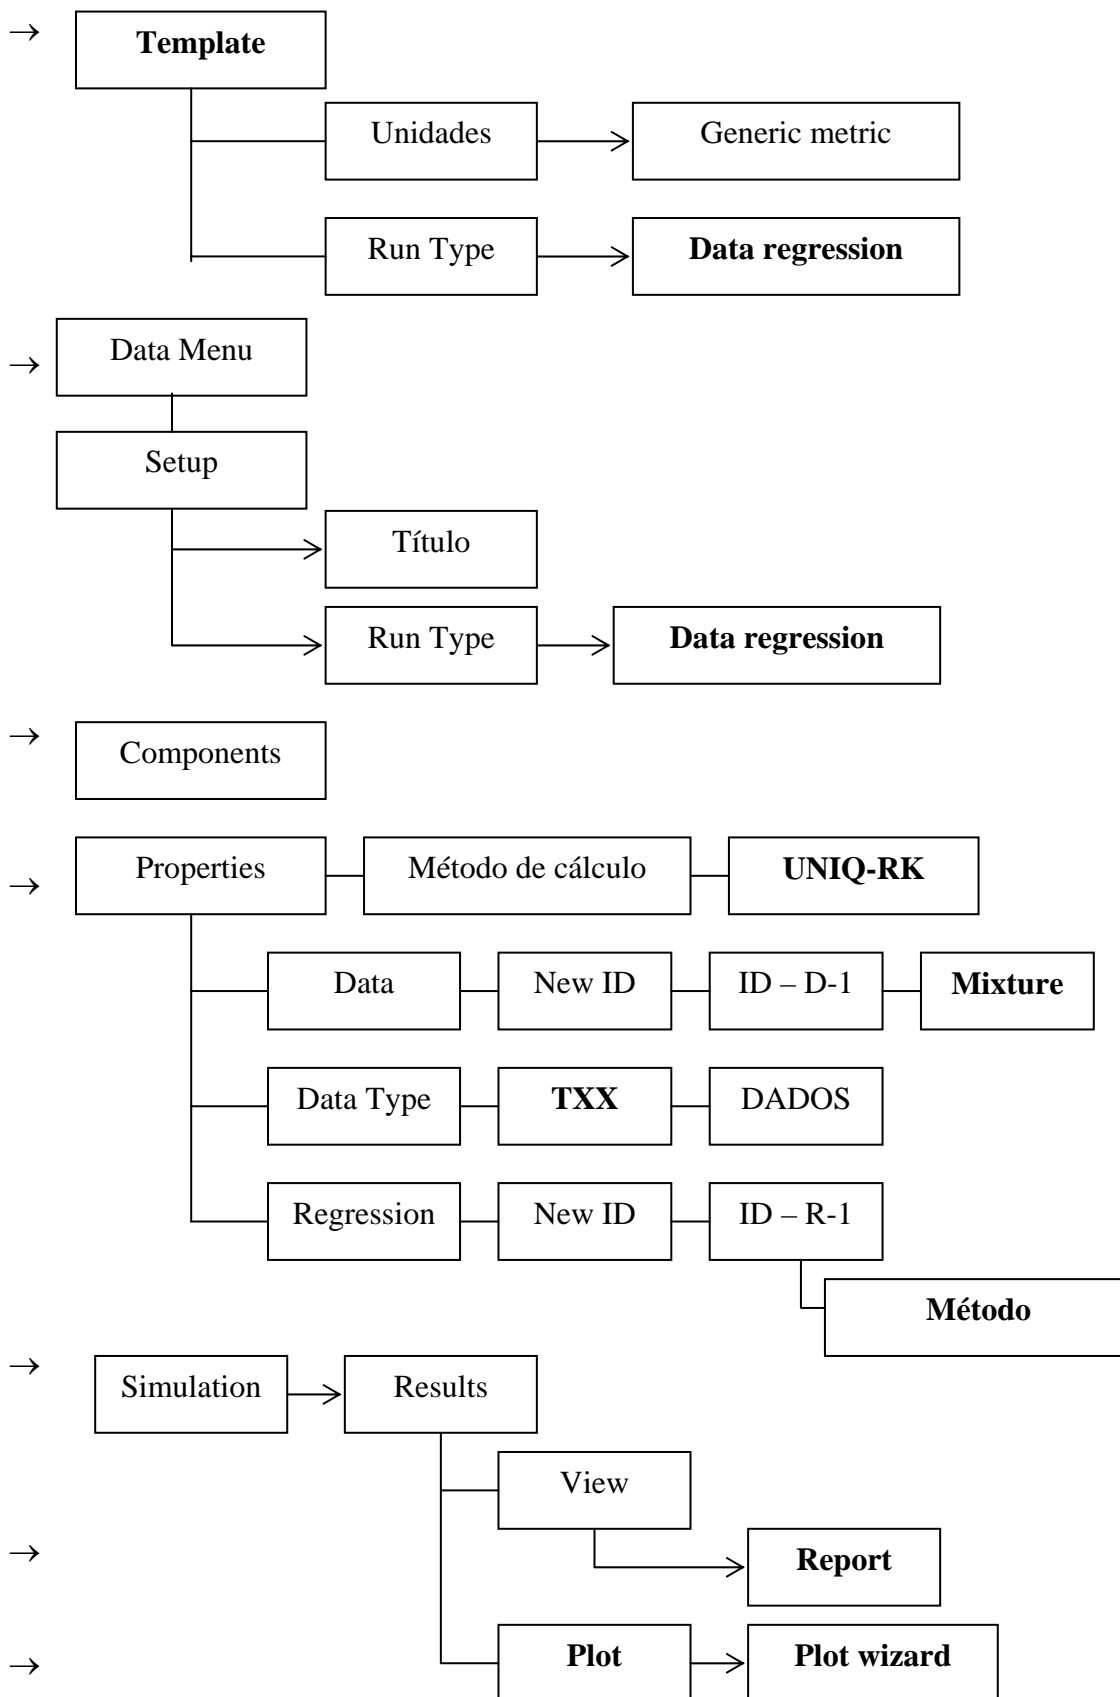 → Template
Unidades → Generic metric
Run Type → Data regression
→ Data Menu
Setup
Título
Run Type → Data regression
→ Components
→ Properties Método de cálculo UNIQ-RK
Data New ID ID – D-1 Mixture
Data Type TXX DADOS
Regression New ID ID – R-1
Método
→ Simulation Results
View
→ Report
→ Plot Plot wizard